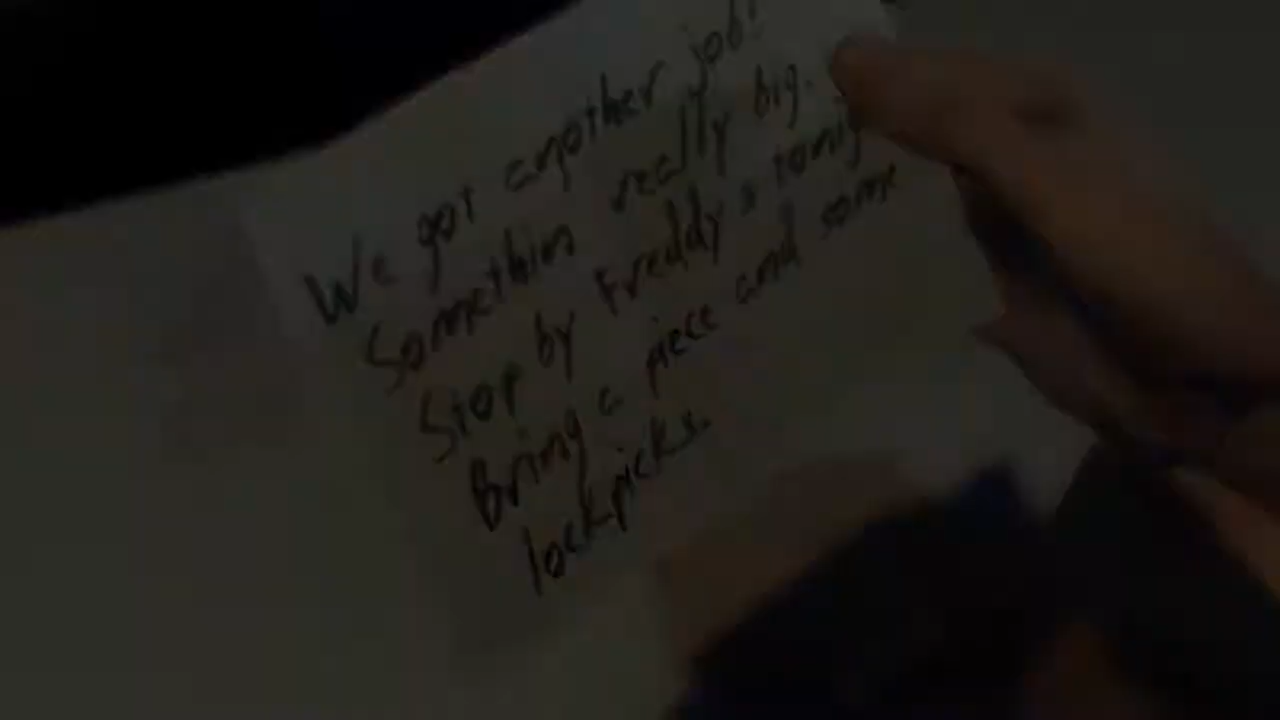 We got another job!
Somethin really big.
Stop by Freddy's
Bring a piece and some
lockpicks.